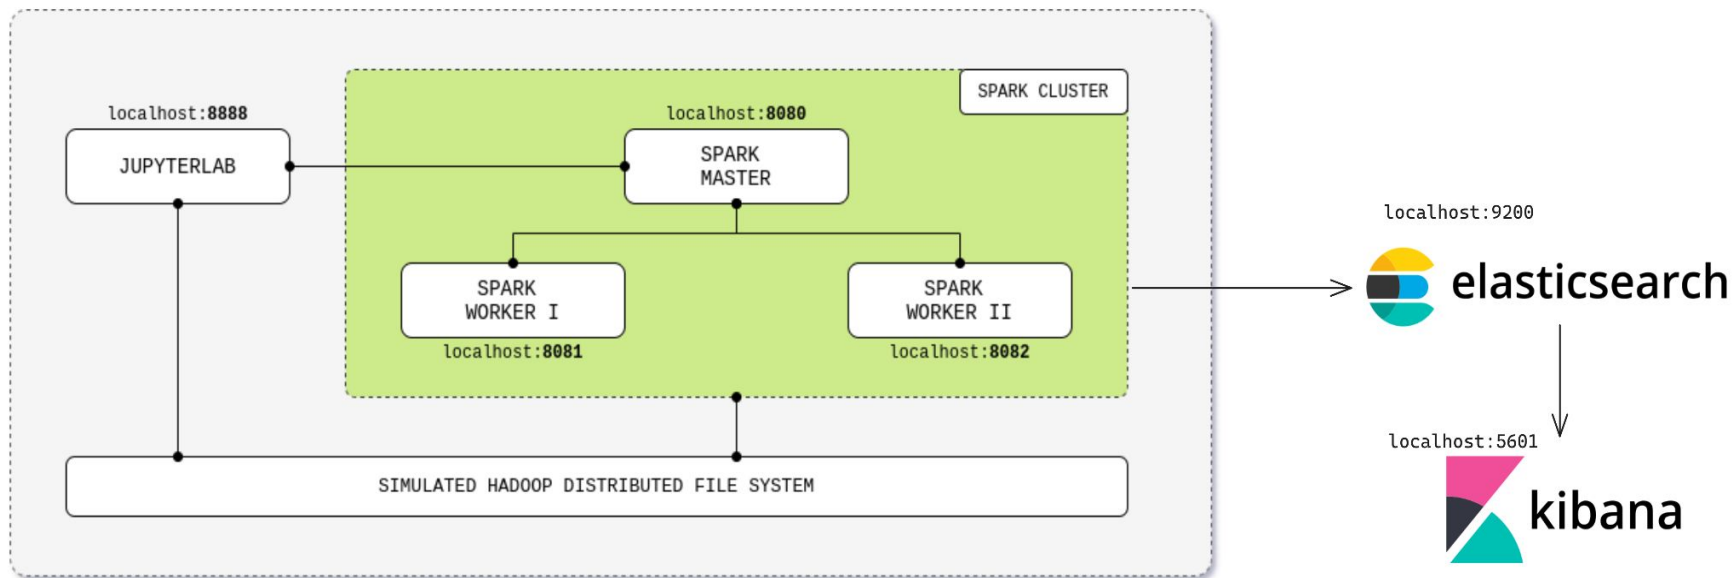 SPARK CLUSTER
localhost:8888
localhost:8080
JUPYTERLAB
SPARK
MASTER
localhost:9200
elasticsearch
SPARK
WORKER I
SPARK
WORKER II
localhost:8081
localhost:8082
localhost:5601
kibana
SIMULATED HADOOP DISTRIBUTED FILE SYSTEM